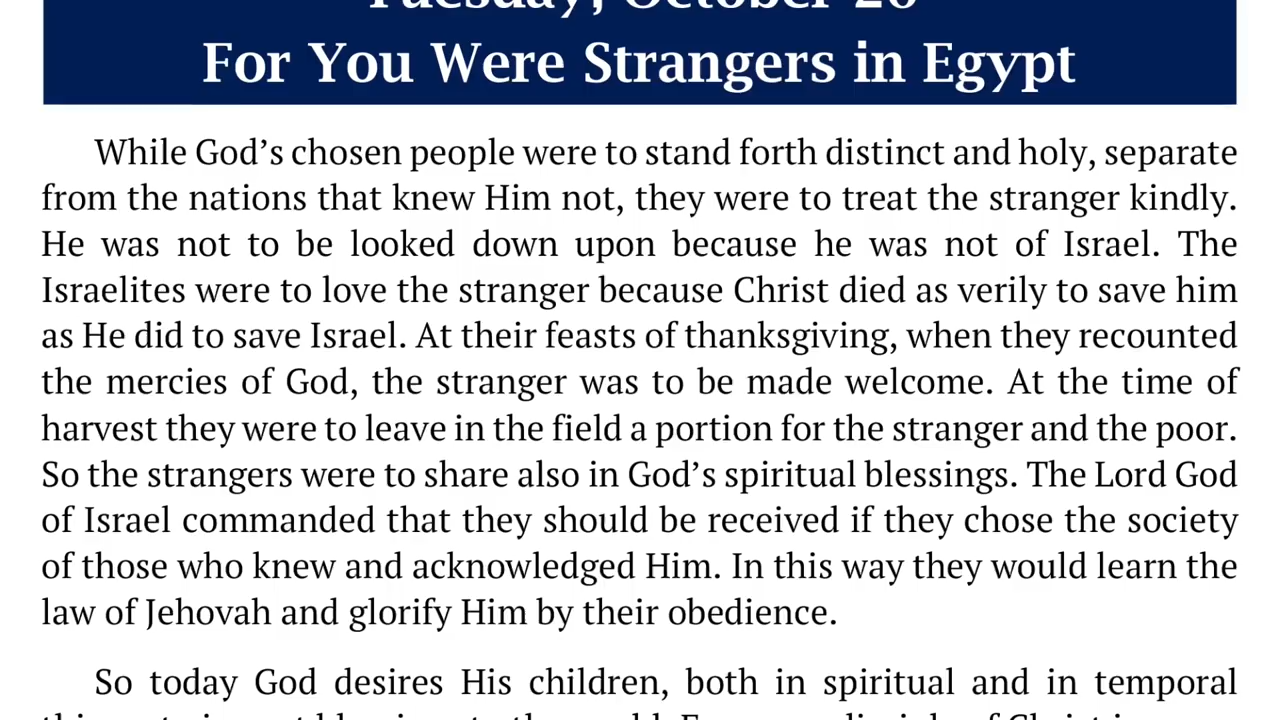 Tuesday, October 26
For You Were Strangers in Egypt
While God’s chosen people were to stand forth distinct and holy, separate
from the nations that knew Him not, they were to treat the stranger kindly.
He was not to be looked down upon because he was not of Israel. The
Israelites were to love the stranger because Christ died as verily to save him
as He did to save Israel. At their feasts of thanksgiving, when they recounted
the mercies of God, the stranger was to be made welcome. At the time of
harvest they were to leave in the field a portion for the stranger and the poor.
So the strangers were to share also in God’s spiritual blessings. The Lord God
of Israel commanded that they should be received if they chose the society
of those who knew and acknowledged Him. In this way they would learn the
law of Jehovah and glorify Him by their obedience.
So today God desires His children, both in spiritual and in temporal